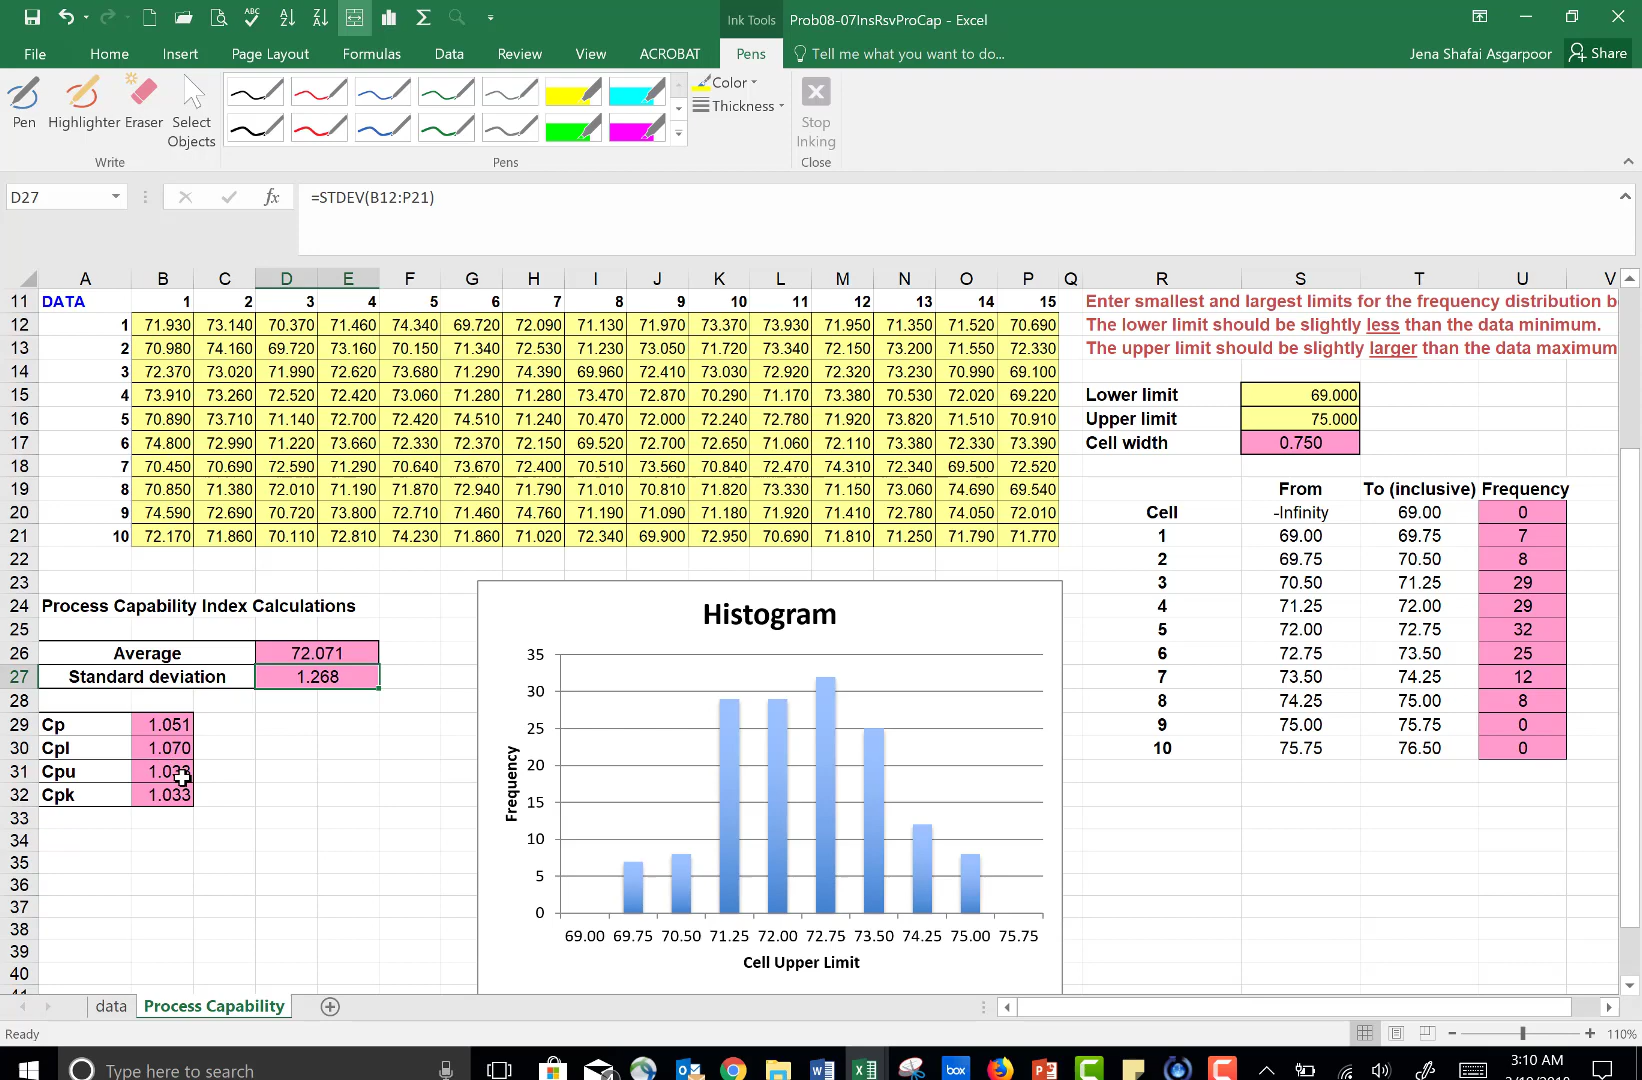 Ink Tools
Prob08-07InsRsvProCap - Excel
File Home Insert Page Layout Formulas Data Review View ACROBAT Pens Tell me what you want to do... Jena Shafai Asgarpoor Share
Pen Highlighter Eraser Select Objects
Color
Thickness
Stop Inking
Write Pens Close
D27 fx =STDEV(B12:P21)
A B C D E F G H I J K L M N O P Q R S T U V
11 DATA 1 2 3 4 5 6 7 8 9 10 11 12 13 14 15 Enter smallest and largest limits for the frequency distribution b
12 1 71.930 73.140 70.370 71.460 74.340 69.720 72.090 71.130 71.970 73.370 73.930 71.950 71.350 71.520 70.690 The lower limit should be slightly less than the data minimum.
13 2 70.980 74.160 69.720 73.160 70.150 71.340 72.530 71.230 73.050 71.720 73.340 72.150 73.200 71.550 72.330 The upper limit should be slightly larger than the data maximum
14 3 72.370 73.020 71.990 72.620 73.680 71.290 74.390 69.960 72.410 73.030 72.920 72.320 73.230 70.990 69.100
15 4 73.910 73.260 72.520 72.420 73.060 71.280 71.280 73.470 72.540 70.290 71.170 73.380 70.530 72.020 69.220 Lower limit 69.000
16 5 70.890 73.710 71.140 72.700 72.420 74.510 71.240 70.470 72.000 72.240 72.780 71.920 73.820 71.510 70.910 Upper limit 75.000
17 6 74.800 72.990 71.220 73.660 72.330 72.370 72.150 69.520 72.700 72.650 71.060 72.110 73.380 72.330 73.390 Cell width 0.750
18 7 70.450 70.690 72.590 71.290 70.640 73.670 72.400 70.510 73.560 70.840 72.470 74.310 72.340 69.500 72.520
19 8 70.850 71.380 72.010 71.190 71.870 72.940 71.790 71.010 70.810 71.820 73.330 71.150 73.060 74.690 69.540 From To (inclusive) Frequency
20 9 74.590 72.690 70.720 73.800 72.710 71.460 74.760 71.190 71.090 71.180 71.920 71.410 72.780 74.050 72.010 Cell -Infinity 69.00 0
21 10 72.170 71.860 70.110 72.810 74.230 71.860 71.020 72.340 69.900 72.950 70.690 71.810 71.250 71.790 71.770 1 69.00 69.75 7
22 2 69.75 70.50 8
23 3 70.50 71.25 29
24 Process Capability Index Calculations 4 71.25 72.00 29
25 5 72.00 72.75 32
26 Average 72.071 6 72.75 73.50 25
27 Standard deviation 1.268 7 73.50 74.25 12
28 8 74.25 75.00 8
29 Cp 1.051 9 75.00 75.75 0
30 Cpl 1.070 10 75.75 76.50 0
31 Cpu 1.033
32 Cpk 1.033
33
34
35
36
37
38
39
40
41
Histogram
35
30
25
20
15
10
5
0
Frequency
69.00 69.75 70.50 71.25 72.00 72.75 73.50 74.25 75.00 75.75
Cell Upper Limit
data Process Capability
Ready 110%
Type here to search
box
3:10 AM